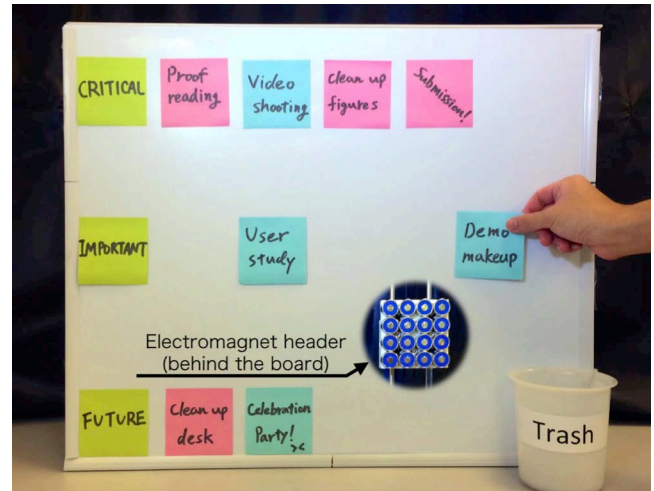 CRITICAL
Proof
reading
Video
shooting
clean up
figures
Submission!
IMPORTANT
User
study
Demo
makeup
Electromagnet header
(behind the board)
FUTURE
Clean up
desk
Celebration
Party!
><
Trash